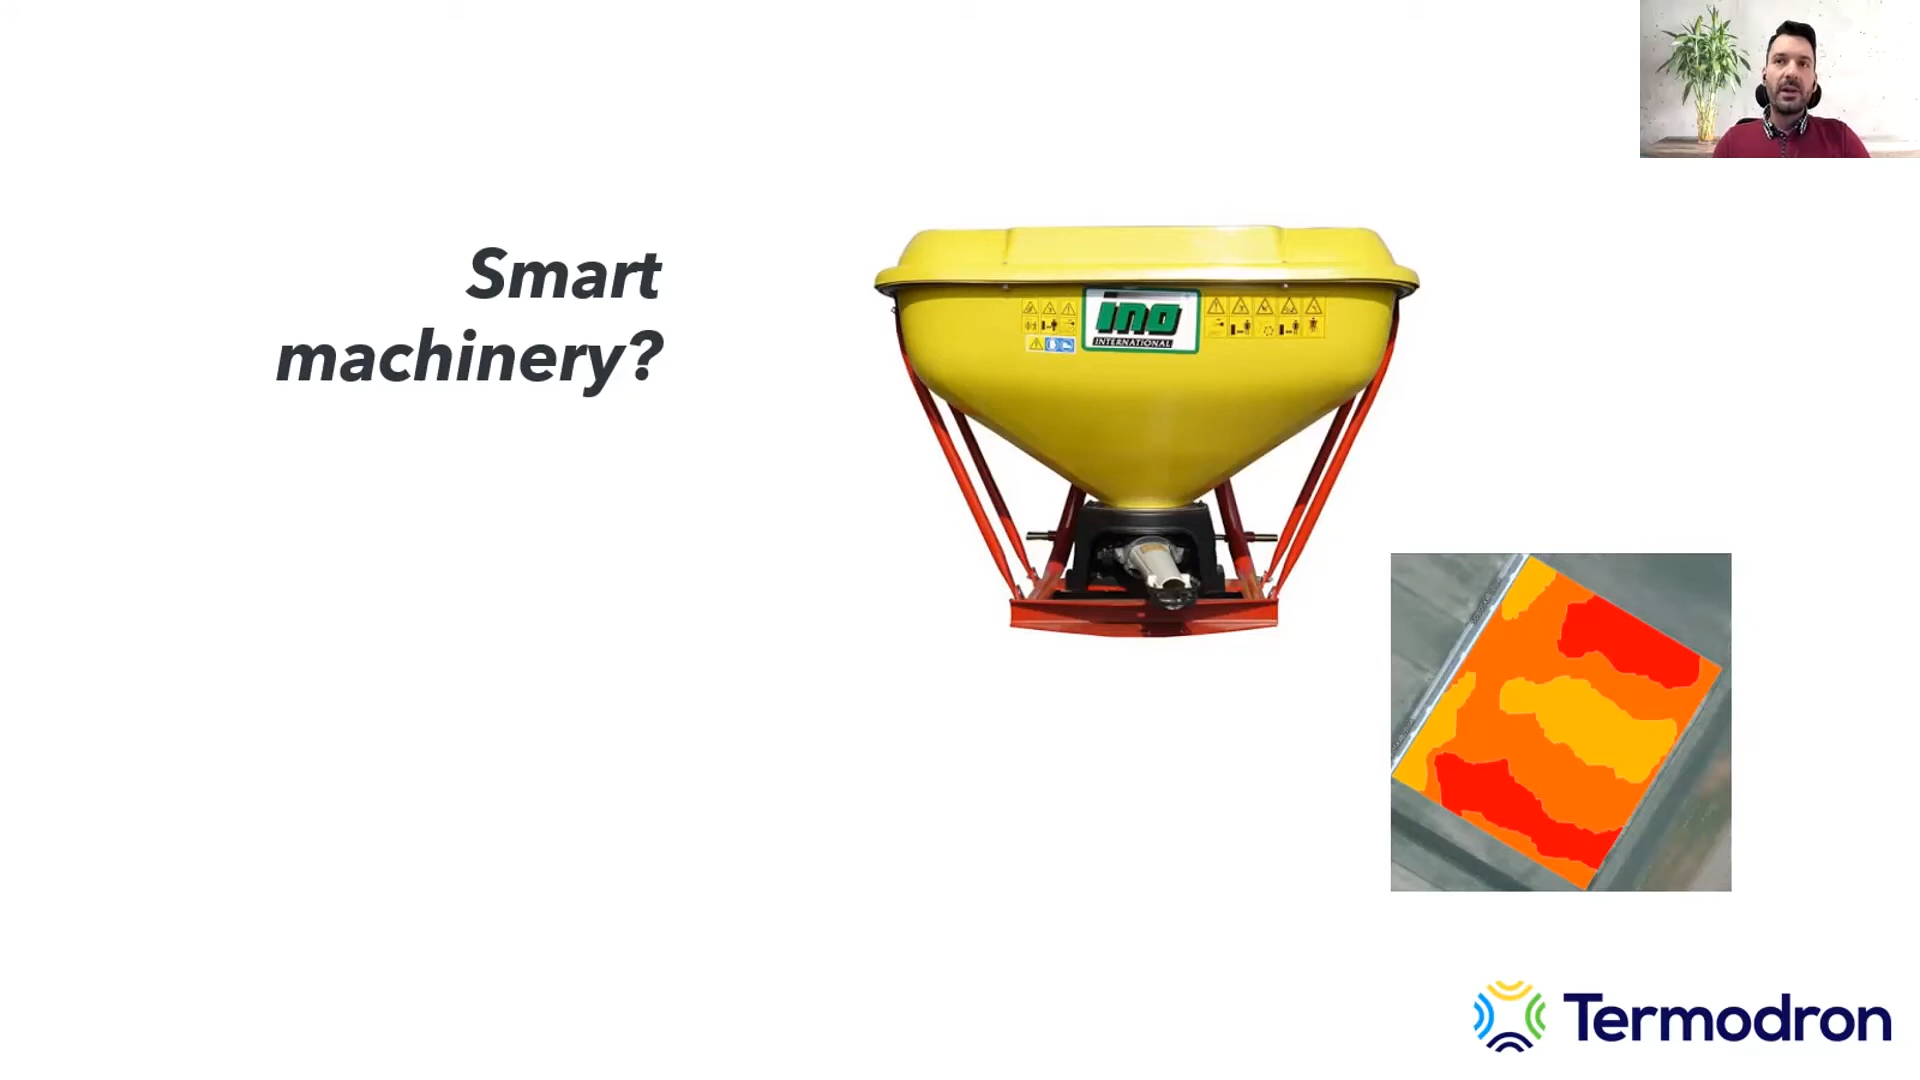 Smart
machinery?
ino
INTERNATIONAL
Termodron